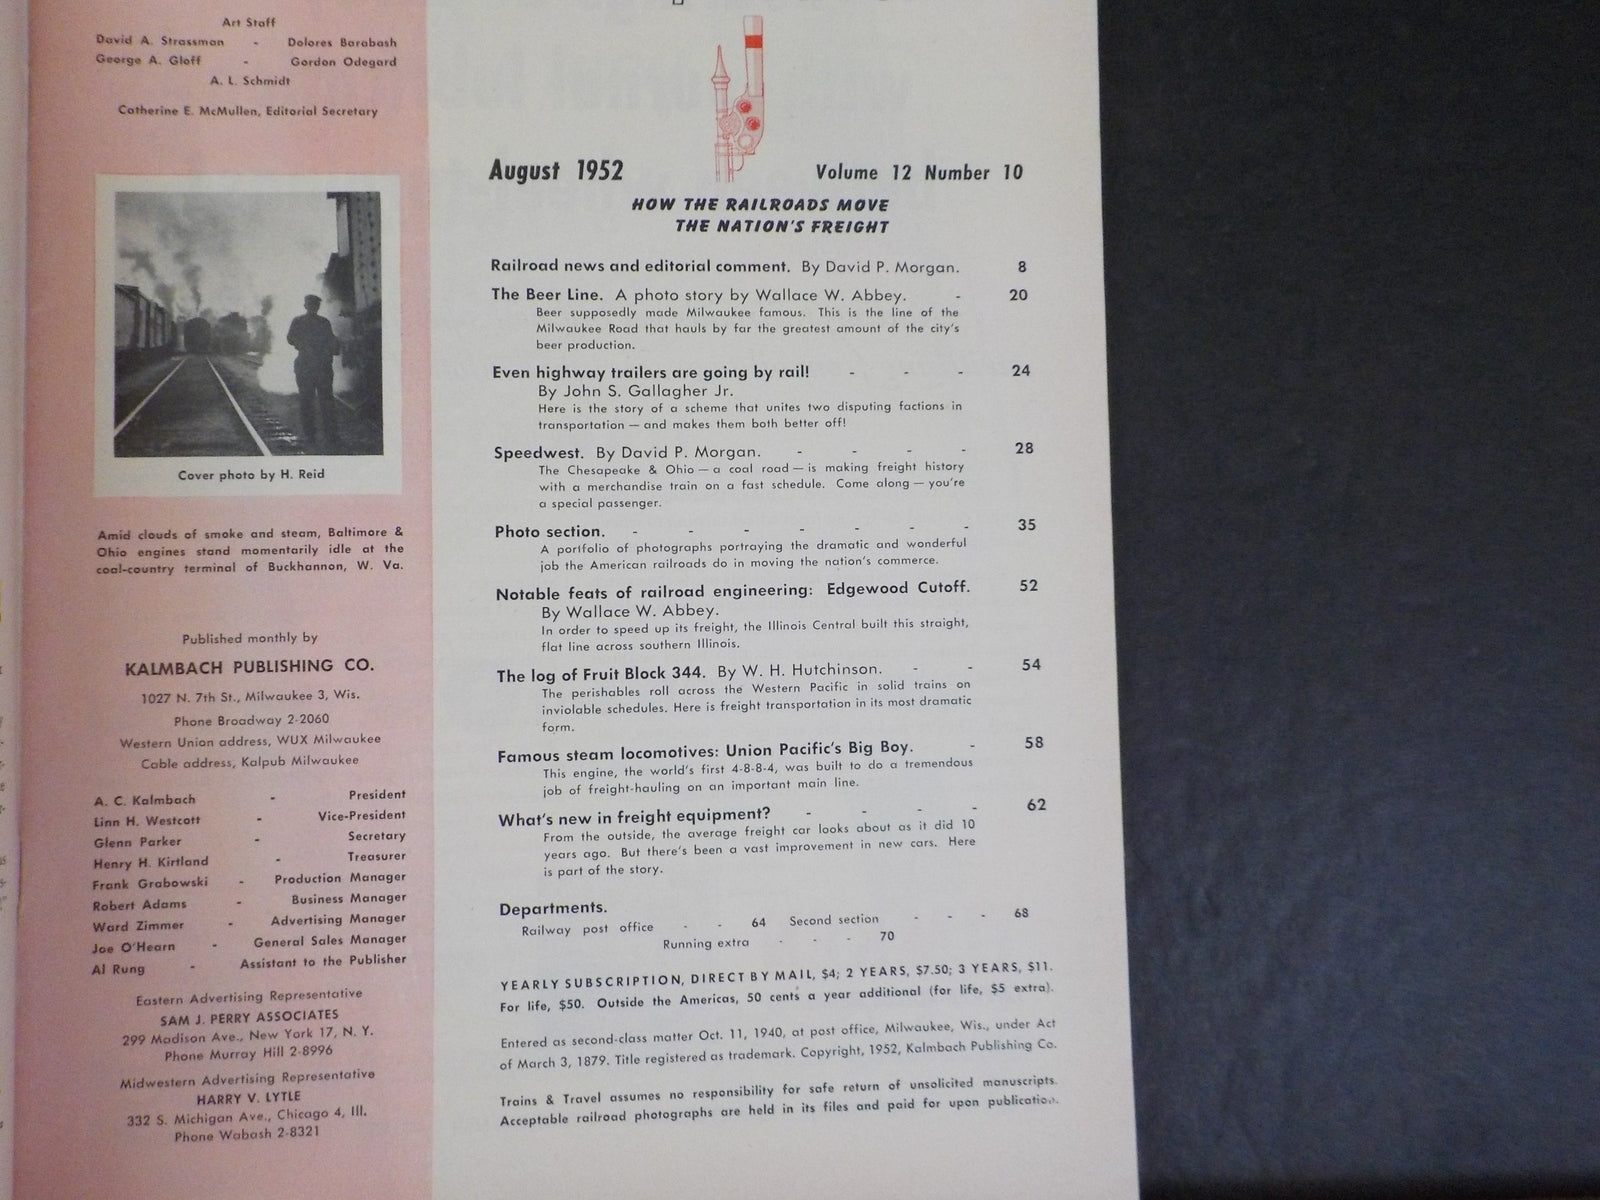 Art Staff
David A. Strassman - Dolores Barabash
George A. Gloff - Gordon Odegard
A. L. Schmidt
Catherine E. McMullen, Editorial Secretary
Cover photo by H. Reid
Amid clouds of smoke and steam, Baltimore &
Ohio engines stand momentarily idle at the
coal-country terminal of Buckhannon, W. Va.
Published monthly by
KALMBACH PUBLISHING CO.
1027 N. 7th St., Milwaukee 3, Wis.
Phone Broadway 2-2060
Western Union address, WUX Milwaukee
Cable address, Kalpub Milwaukee
A. C. Kalmbach - President
Linn H. Westcott - Vice-President
Glenn Parker - Secretary
Henry H. Kirtland - Treasurer
Frank Grabowski - Production Manager
Robert Adams - Business Manager
Ward Zimmer - Advertising Manager
Joe O'Hearn - General Sales Manager
Al Rung - Assistant to the Publisher
Eastern Advertising Representative
SAM J. PERRY ASSOCIATES
299 Madison Ave., New York 17, N. Y.
Phone Murray Hill 2-8996
Midwestern Advertising Representative
HARRY V. LYTLE
332 S. Michigan Ave., Chicago 4, Ill.
Phone Wabash 2-8321
August 1952 Volume 12 Number 10
HOW THE RAILROADS MOVE
THE NATION'S FREIGHT
Railroad news and editorial comment. By David P. Morgan. 8
The Beer Line. A photo story by Wallace W. Abbey. - 20
Beer supposedly made Milwaukee famous. This is the line of the
Milwaukee Road that hauls by far the greatest amount of the city's
beer production.
Even highway trailers are going by rail! - - - 24
By John S. Gallagher Jr.
Here is the story of a scheme that unites two disputing factions in
transportation — and makes them both better off!
Speedwest. By David P. Morgan. - - - - 28
The Chesapeake & Ohio — a coal road — is making freight history
with a merchandise train on a fast schedule. Come along — you're
a special passenger.
Photo section. - - - - - - - 35
A portfolio of photographs portraying the dramatic and wonderful
job the American railroads do in moving the nation's commerce.
Notable feats of railroad engineering: Edgewood Cutoff. 52
By Wallace W. Abbey.
In order to speed up its freight, the Illinois Central built this straight,
flat line across southern Illinois.
The log of Fruit Block 344. By W. H. Hutchinson. - - 54
The perishables roll across the Western Pacific in solid trains on
inviolable schedules. Here is freight transportation in its most dramatic
form.
Famous steam locomotives: Union Pacific's Big Boy. - 58
This engine, the world's first 4-8-8-4, was built to do a tremendous
job of freight-hauling on an important main line.
What's new in freight equipment? - - - 62
From the outside, the average freight car looks about as it did 10
years ago. But there's been a vast improvement in new cars. Here
is part of the story.
Departments.
Railway post office - - 64 Second section - - - 68
Running extra - - - 70
YEARLY SUBSCRIPTION, DIRECT BY MAIL, $4; 2 YEARS, $7.50; 3 YEARS, $11.
For life, $50. Outside the Americas, 50 cents a year additional (for life, $5 extra).
Entered as second-class matter Oct. 11, 1940, at post office, Milwaukee, Wis., under Act
of March 3, 1879. Title registered as trademark. Copyright, 1952, Kalmbach Publishing Co.
Trains & Travel assumes no responsibility for safe return of unsolicited manuscripts.
Acceptable railroad photographs are held in its files and paid for upon publication.